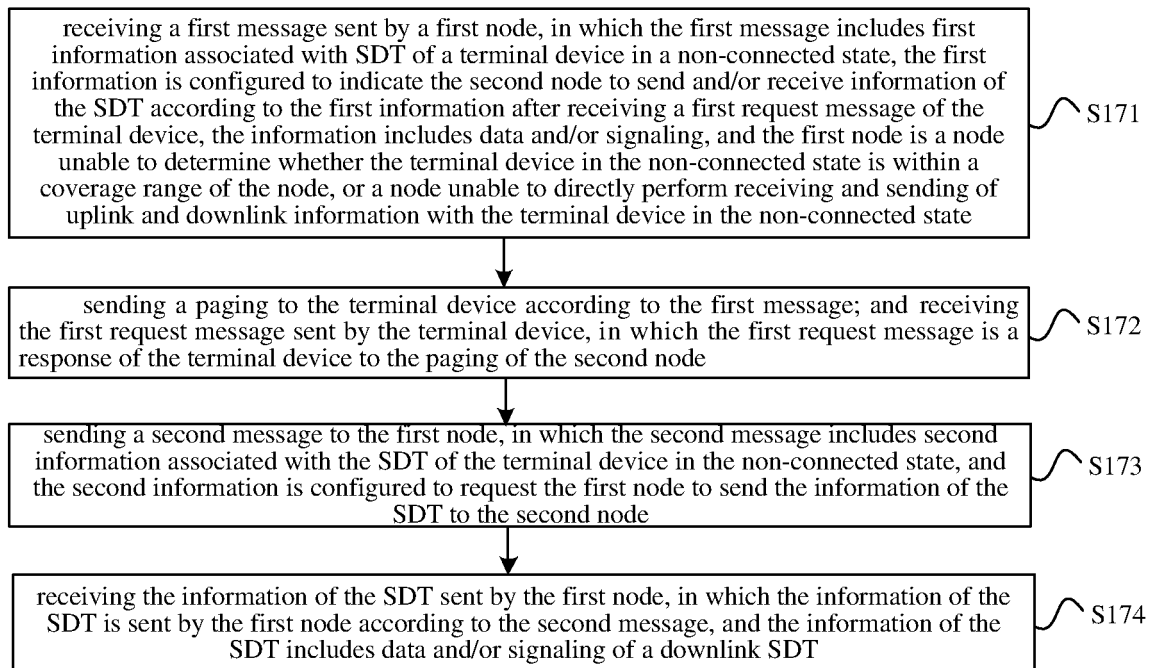 receiving a first message sent by a first node, in which the first message includes first
information associated with SDT of a terminal device in a non-connected state, the first
information is configured to indicate the second node to send and/or receive information of
the SDT according to the first information after receiving a first request message of the
terminal device, the information includes data and/or signaling, and the first node is a node
unable to determine whether the terminal device in the non-connected state is within a
coverage range of the node, or a node unable to directly perform receiving and sending of
uplink and downlink information with the terminal device in the non-connected state
S171
sending a paging to the terminal device according to the first message; and receiving
the first request message sent by the terminal device, in which the first request message is a
response of the terminal device to the paging of the second node
S172
sending a second message to the first node, in which the second message includes second
information associated with the SDT of the terminal device in the non-connected state, and
the second information is configured to request the first node to send the information of the
SDT to the second node
S173
receiving the information of the SDT sent by the first node, in which the information of the
SDT is sent by the first node according to the second message, and the information of the
SDT includes data and/or signaling of a downlink SDT
S174